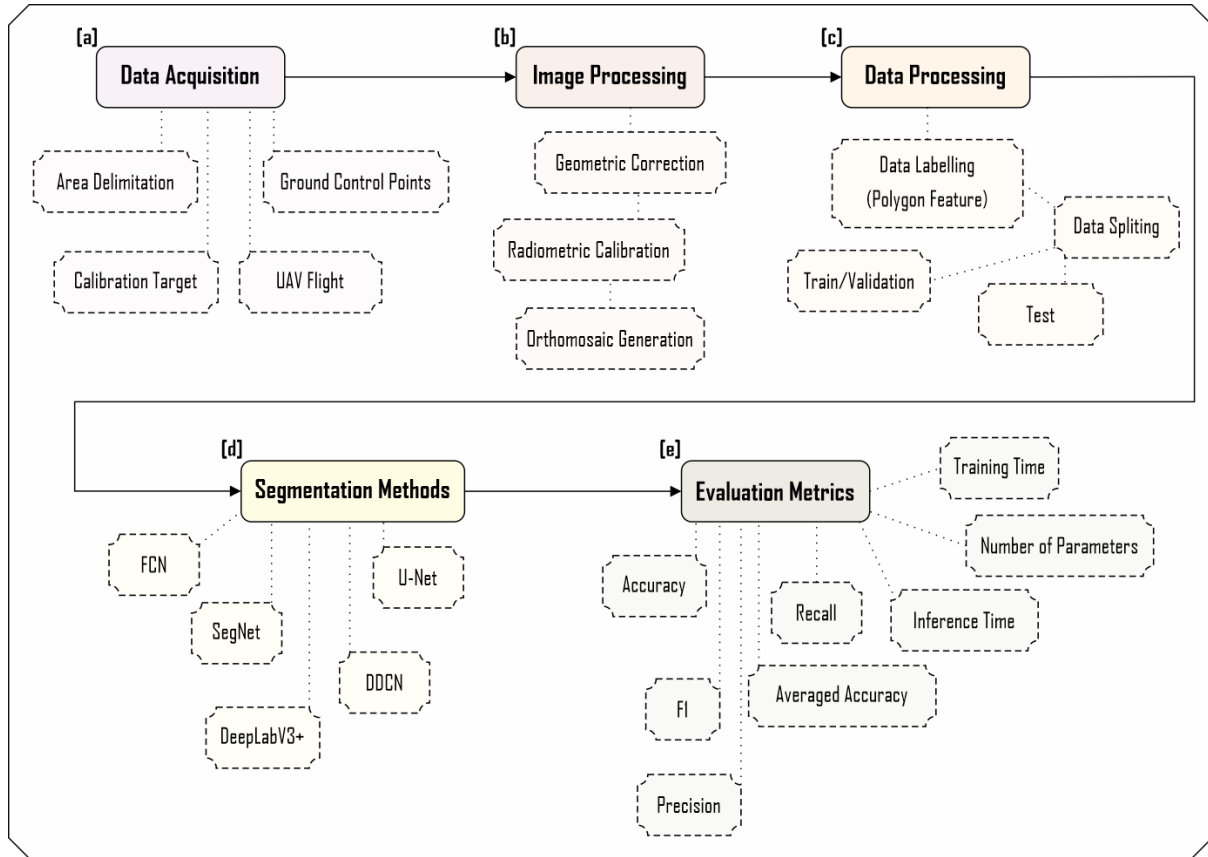 [a]
Data Acquisition
Area Delimitation
Ground Control Points
Calibration Target
UAV Flight
[b]
Image Processing
Geometric Correction
Radiometric Calibration
Orthomosaic Generation
[c]
Data Processing
Data Labelling
(Polygon Feature)
Data Spliting
Train/Validation
Test
[d]
Segmentation Methods
FCN
U-Net
SegNet
DDCN
DeepLabV3+
[e]
Evaluation Metrics
Training Time
Number of Parameters
Accuracy
Recall
Inference Time
F1
Averaged Accuracy
Precision